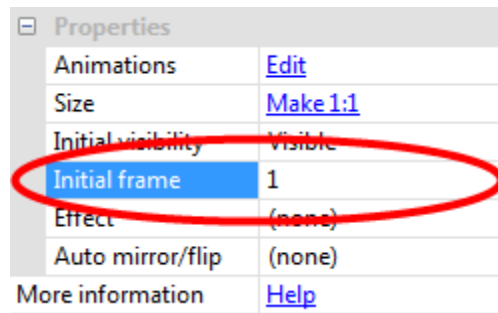 Properties
Animations Edit
Size Make 1:1
Initial visibility Visible
Initial frame 1
Effect (none)
Auto mirror/flip (none)
More information Help